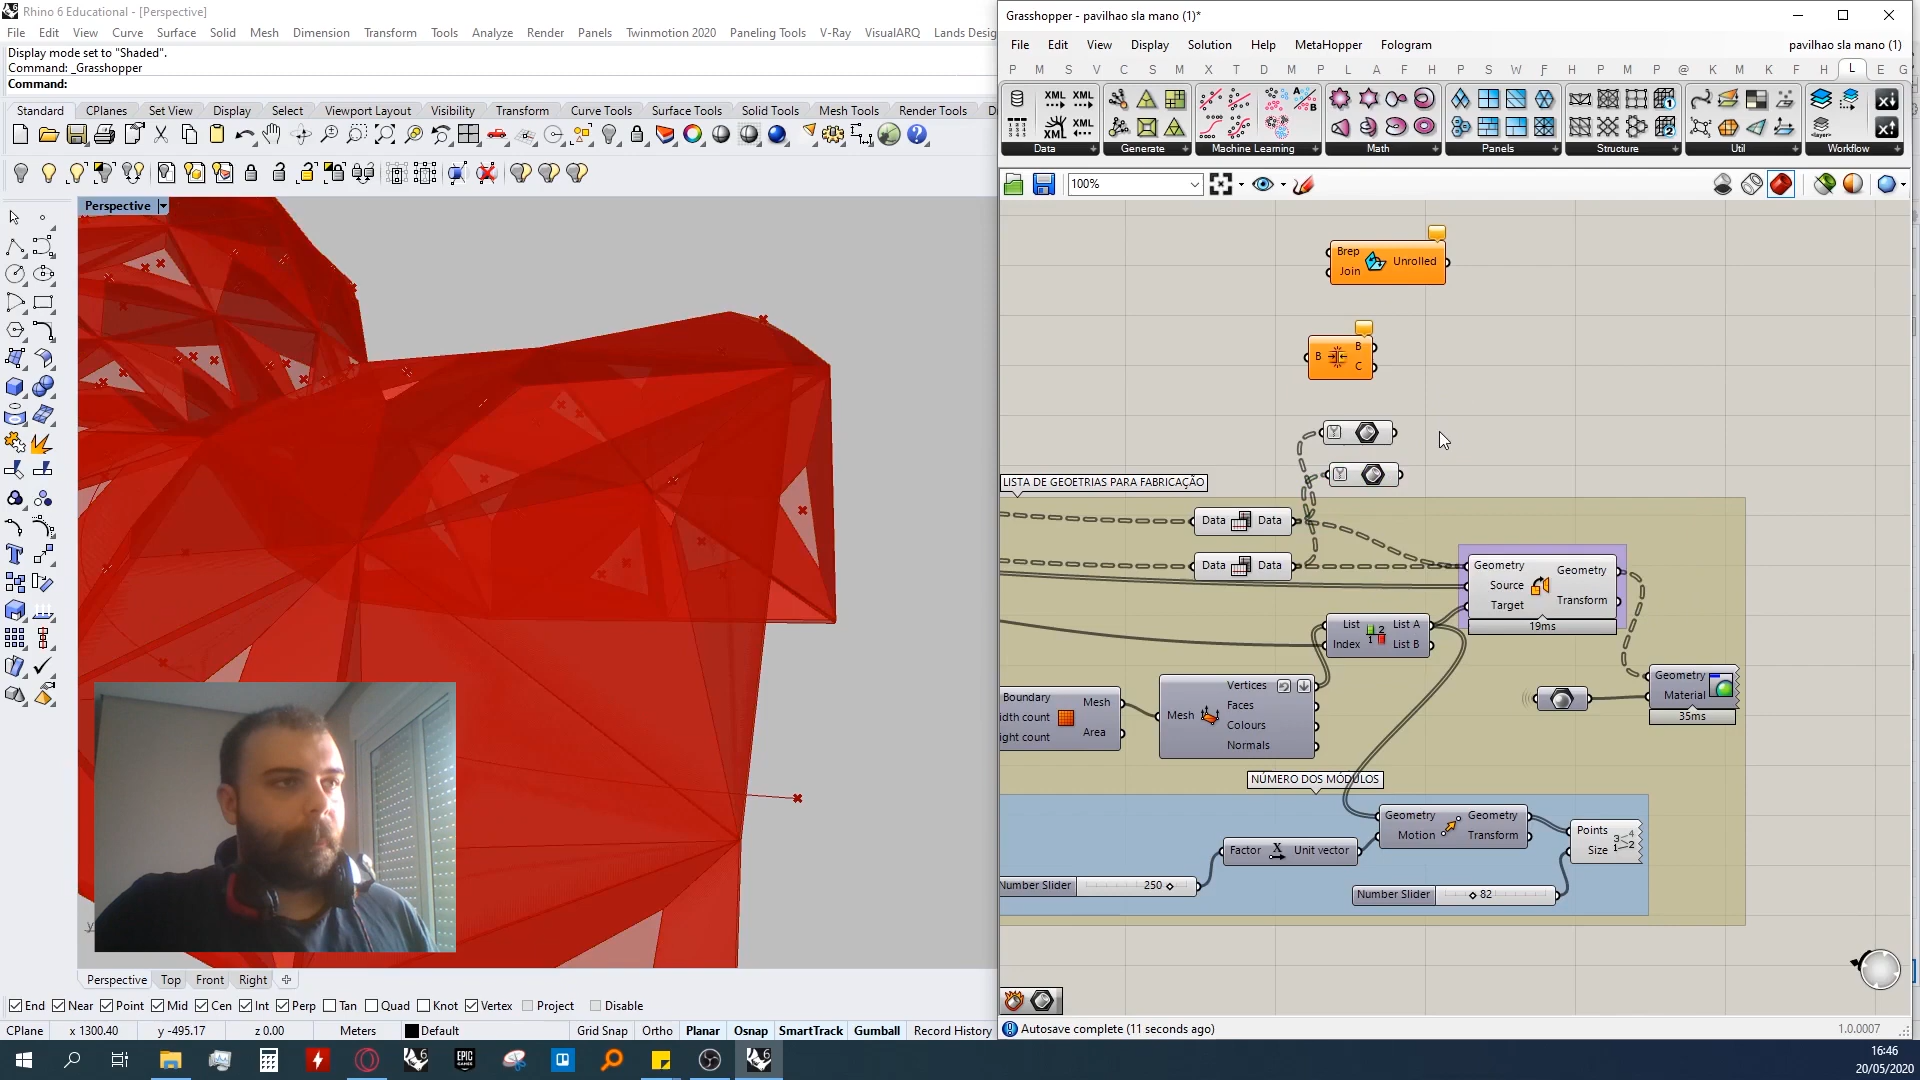 Rhino 6 Educational - [Perspective]
File Edit View Curve Surface Solid Mesh Dimension Transform Tools Analyze Render Panels Twinmotion 2020 Paneling Tools V-Ray VisualARQ Lands Desig
Display mode set to "Shaded".
Command: _Grasshopper
Command:
Standard CPlanes Set View Display Select Viewport Layout Visibility Transform Curve Tools Surface Tools Solid Tools Mesh Tools Render Tools D
Perspective
Perspective Top Front Right
End Near Point Mid Cen Int Perp Tan Quad Knot Vertex Project Disable
CPlane x 1300.40 y -495.17 z 0.00 Meters Default Grid Snap Ortho Planar Osnap SmartTrack Gumball Record History
Grasshopper - pavilhao sla mano (1)*
File Edit View Display Solution Help MetaHopper Fologram pavilhao sla mano (1)
P M S V C S M X T D M P L A F H P S W F H P M P @ K M K F H L E G
Data Generate Machine Learning Math Panels Structure Util Workflow
100%
Brep
Join
Unrolled
B
B
C
LISTA DE GEOETRIAS PARA FABRICAÇÃO
Data Data
Data Data
Geometry
Source
Target
Geometry
Transform
19ms
List
Index
List A
List B
Boundary
idth count
ight count
Mesh
Area
Mesh
Vertices
Faces
Colours
Normals
Geometry
Material
35ms
NÚMERO DOS MÓDULOS
Geometry
Motion
Geometry
Transform
Points
Size
Factor X Unit vector
Number Slider 250
Number Slider 82
Autosave complete (11 seconds ago)
1.0.0007
16:46
20/05/2020